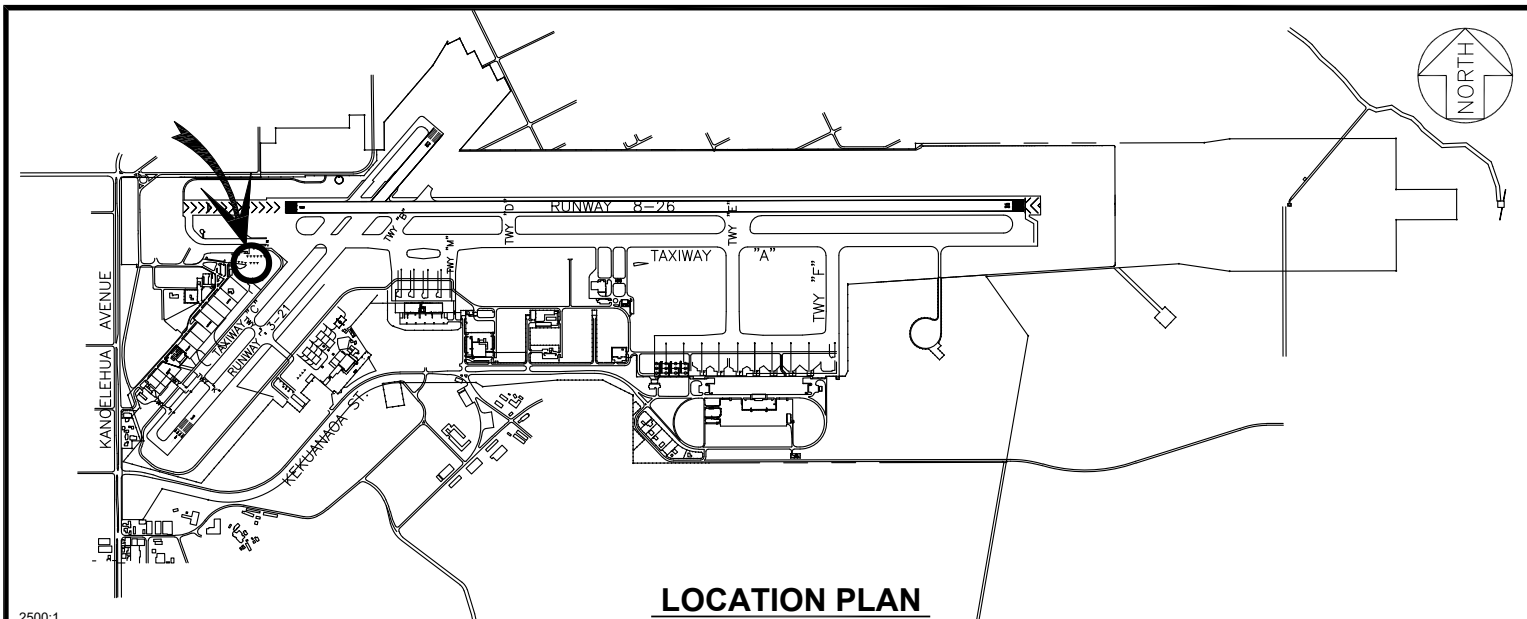 NORTH
RUNWAY 8-26
TWY "B"
TWY "D"
TWY "E"
TWY "M"
TAXIWAY "A"
TWY "F"
TAXIWAY "C"
RUNWAY 3-21
KANOELEHUA AVENUE
KEKUANAOA ST.
LOCATION PLAN
2500:1